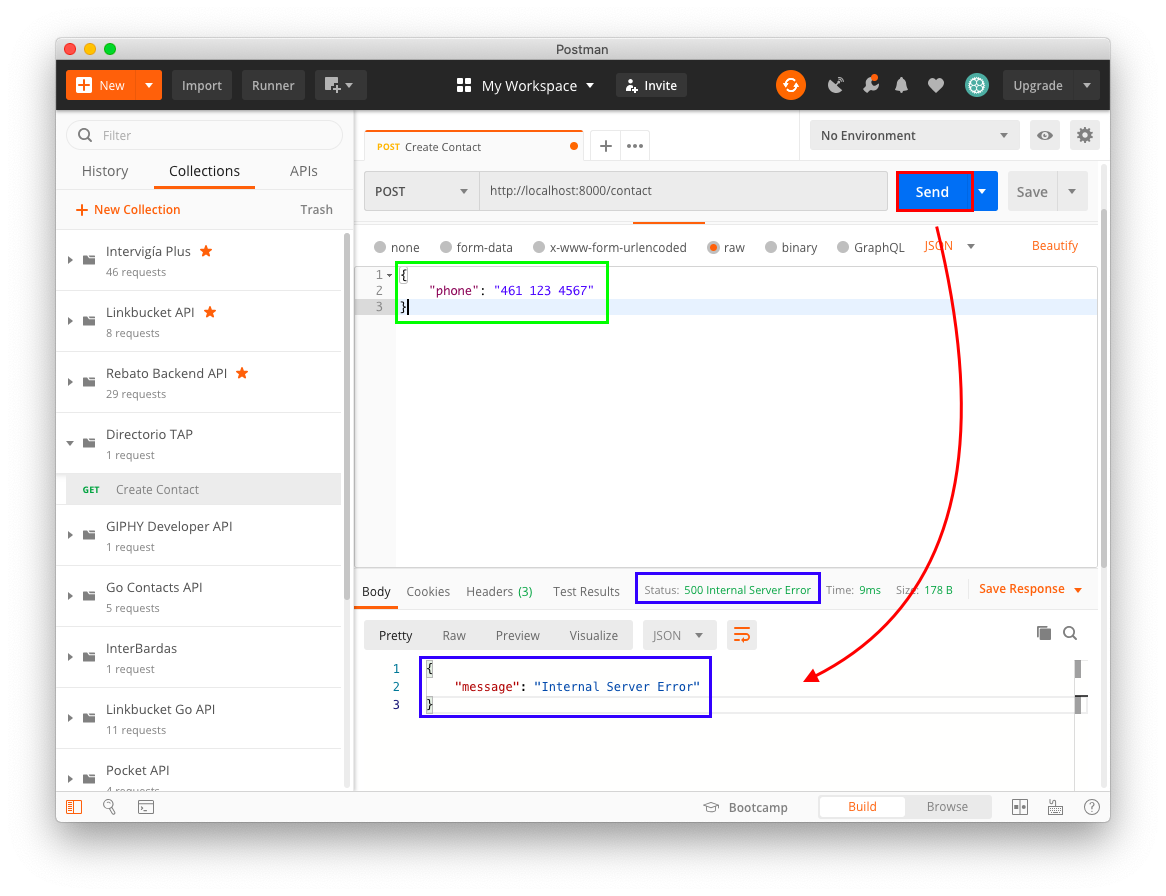 Postman
New
Import
Runner
My Workspace
Invite
Upgrade
Filter
History
Collections
APIs
New Collection
Trash
Intervigía Plus
46 requests
Linkbucket API
8 requests
Rebato Backend API
29 requests
Directorio TAP
1 request
GET Create Contact
GIPHY Developer API
1 request
Go Contacts API
5 requests
InterBardas
1 request
Linkbucket Go API
11 requests
Pocket API
4 requests
POST Create Contact
No Environment
POST
http://localhost:8000/contact
Send
Save
none
form-data
x-www-form-urlencoded
raw
binary
GraphQL
JSON
Beautify
1 {
2 "phone": "461 123 4567"
3 }
Body
Cookies
Headers (3)
Test Results
Status: 500 Internal Server Error
Time: 9ms
Size: 178 B
Save Response
Pretty
Raw
Preview
Visualize
JSON
1 {
2 "message": "Internal Server Error"
3 }
Bootcamp
Build
Browse